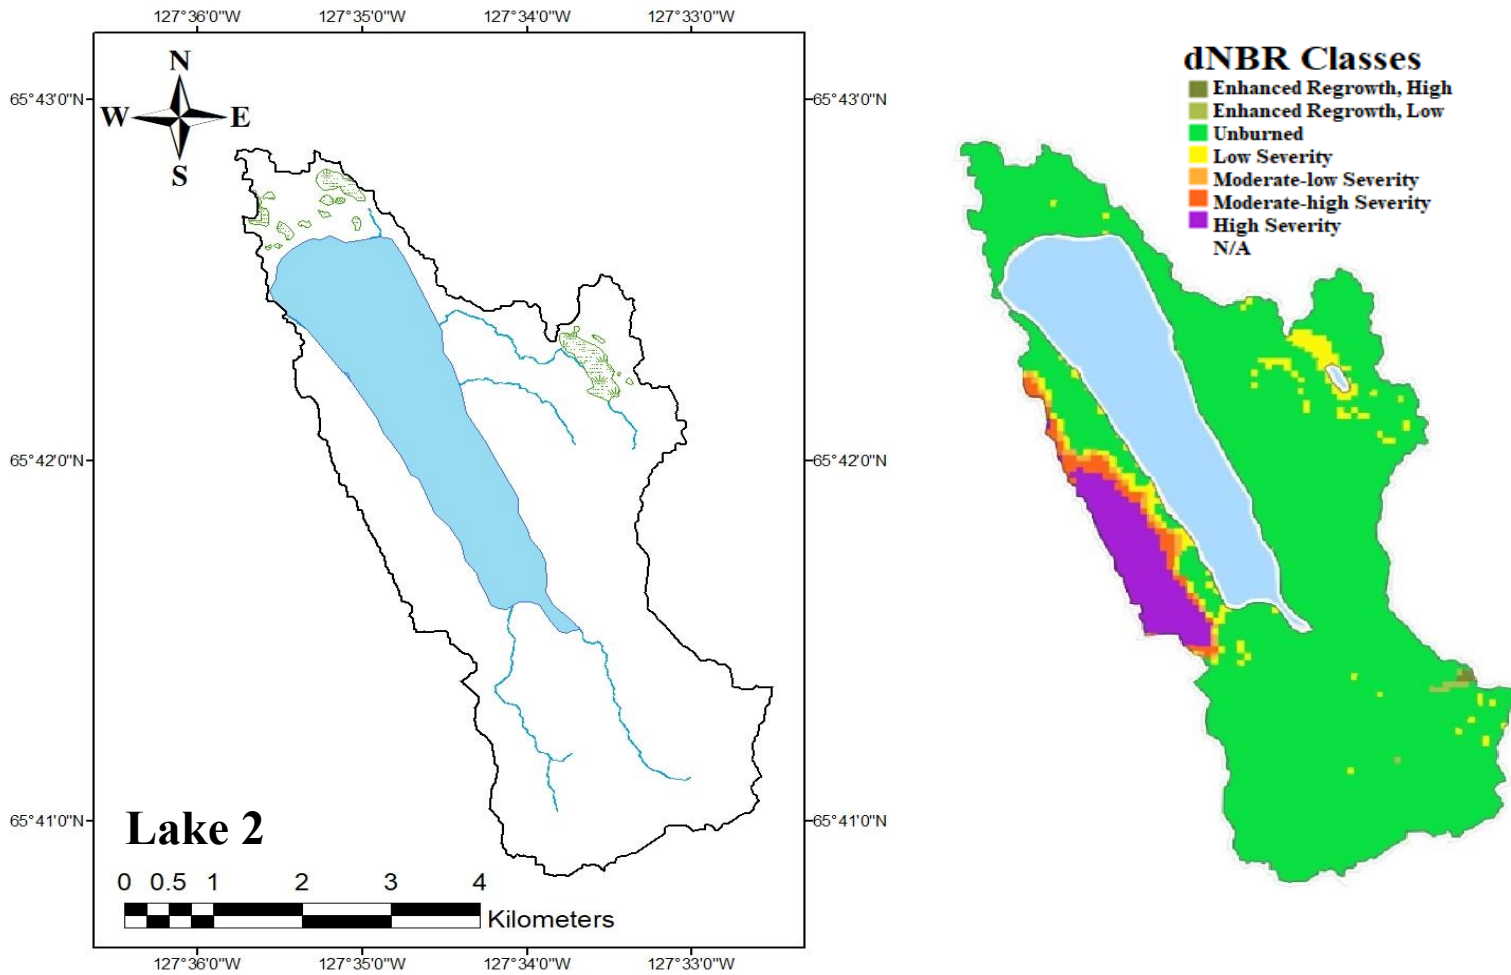 127°36'0"W 127°35'0"W 127°34'0"W 127°33'0"W
N
W E
S
65°43'0"N 65°43'0"N
65°42'0"N 65°42'0"N
65°41'0"N 65°41'0"N
Lake 2
0 0.5 1 2 3 4
Kilometers
127°36'0"W 127°35'0"W 127°34'0"W 127°33'0"W
dNBR Classes
Enhanced Regrowth, High
Enhanced Regrowth, Low
Unburned
Low Severity
Moderate-low Severity
Moderate-high Severity
High Severity
N/A